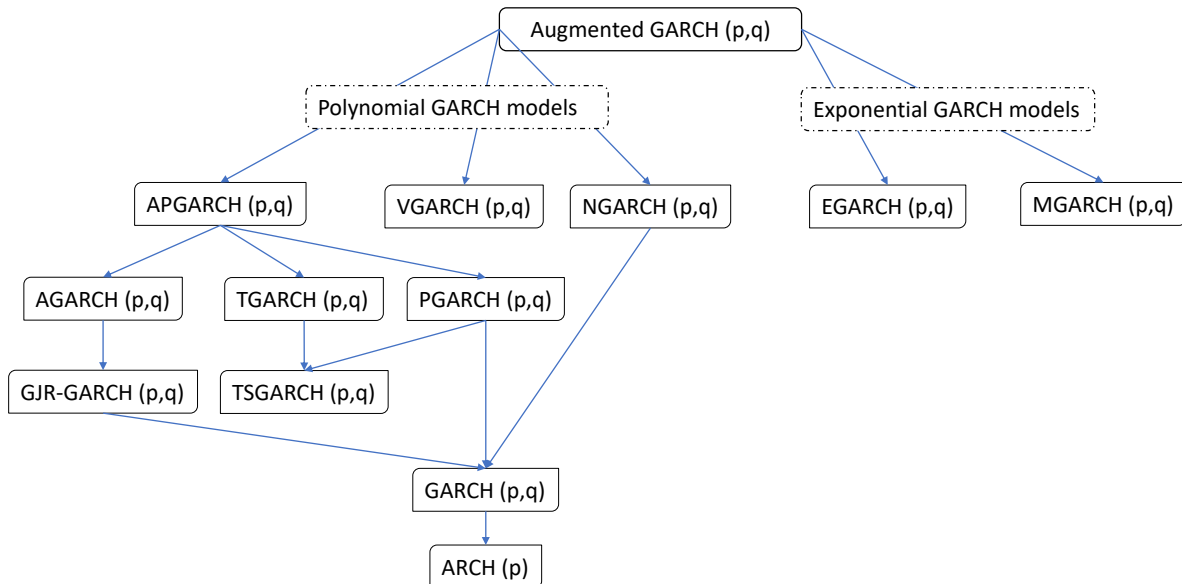 Augmented GARCH (p,q)
Polynomial GARCH models
Exponential GARCH models
APGARCH (p,q)
VGARCH (p,q)
NGARCH (p,q)
EGARCH (p,q)
MGARCH (p,q)
AGARCH (p,q)
TGARCH (p,q)
PGARCH (p,q)
GJR-GARCH (p,q)
TSGARCH (p,q)
GARCH (p,q)
ARCH (p)